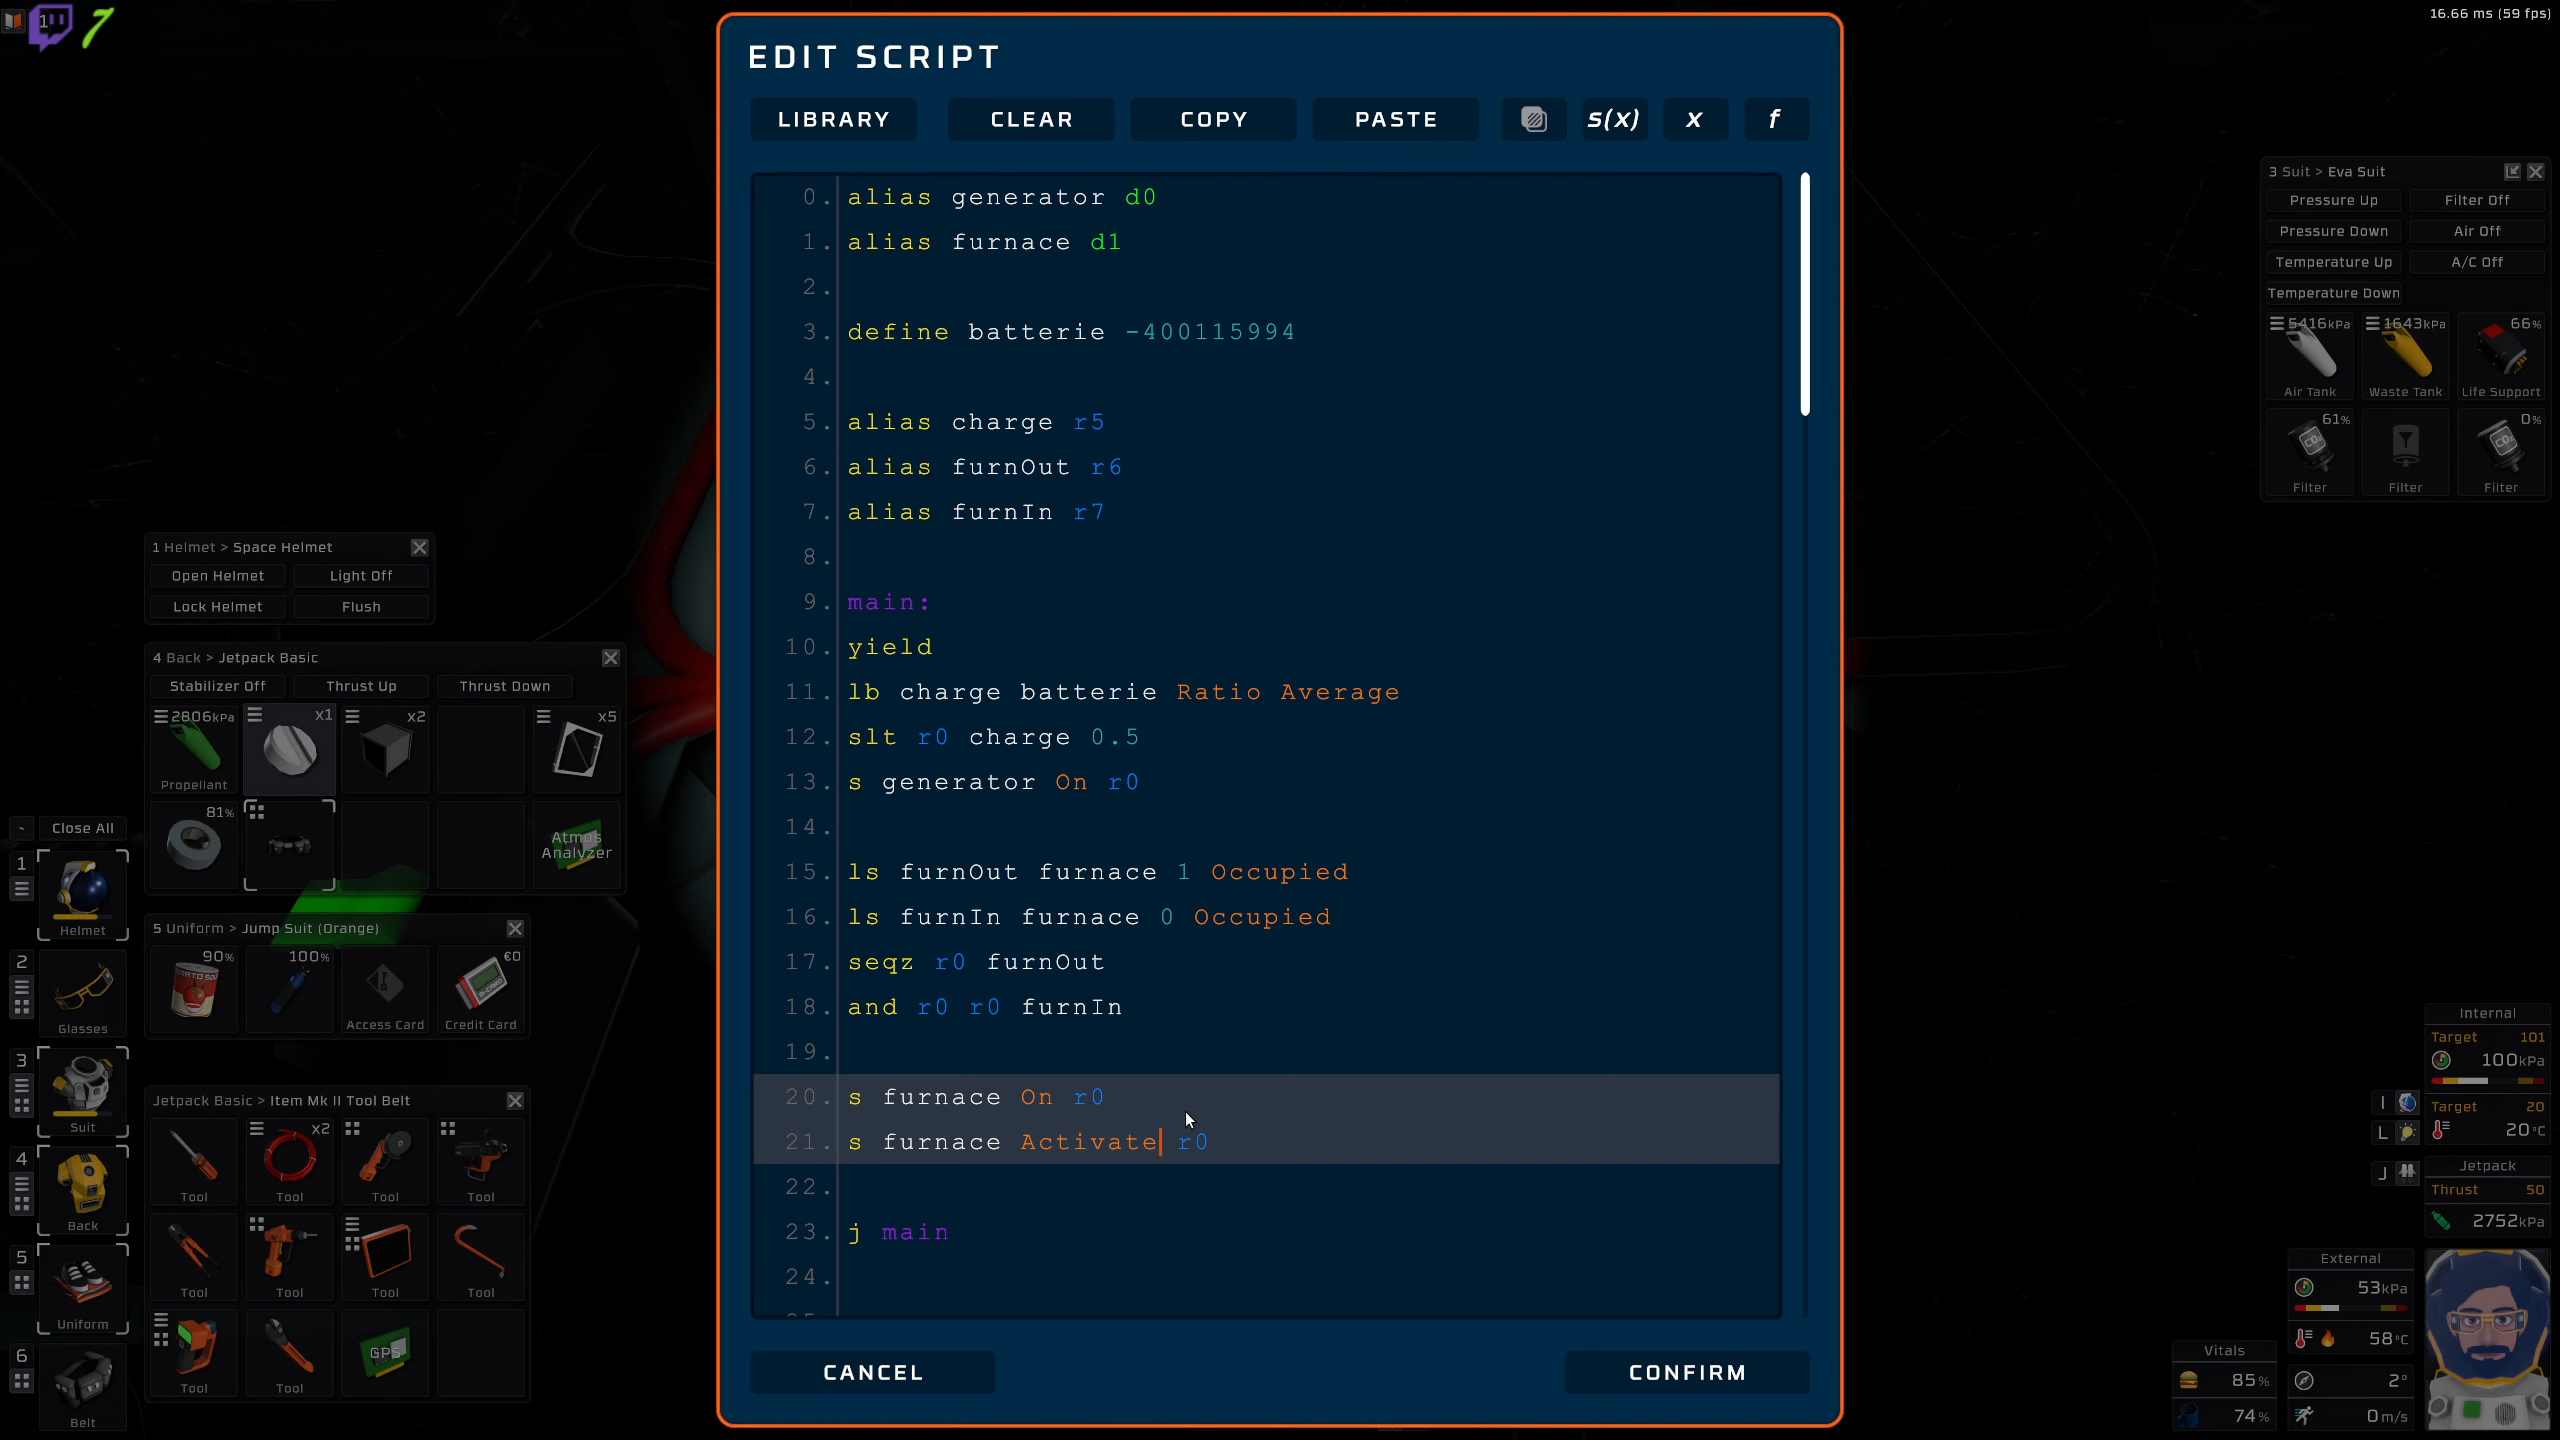 1
7
16.66 ms (59 fps)
EDIT SCRIPT
LIBRARY
CLEAR
COPY
PASTE
s(x)
x
f
0. alias generator d0
1. alias furnace d1
2.
3. define batterie -400115994
4.
5. alias charge r5
6. alias furnOut r6
7. alias furnIn r7
8.
9. main:
10. yield
11. lb charge batterie Ratio Average
12. slt r0 charge 0.5
13. s generator On r0
14.
15. ls furnOut furnace 1 Occupied
16. ls furnIn furnace 0 Occupied
17. seqz r0 furnOut
18. and r0 r0 furnIn
19.
20. s furnace On r0
21. s furnace Activate r0
22.
23. j main
24.
CANCEL
CONFIRM
1 Helmet > Space Helmet
Open Helmet
Light Off
Lock Helmet
Flush
4 Back > Jetpack Basic
Stabilizer Off
Thrust Up
Thrust Down
2806kPa
x1
x2
x5
Propellant
81%
Atmos Analyzer
5 Uniform > Jump Suit (Orange)
90%
100%
€0
Access Card
Credit Card
Jetpack Basic > Item Mk II Tool Belt
x2
Tool
Tool
Tool
Tool
Tool
Tool
Tool
Tool
GPS
Tool
Tool
~
Close All
1
Helmet
2
Glasses
3
Suit
4
Back
5
Uniform
6
Belt
3 Suit > Eva Suit
Pressure Up
Filter Off
Pressure Down
Air Off
Temperature Up
A/C Off
Temperature Down
5416kPa
1643kPa
66%
Air Tank
Waste Tank
Life Support
61%
0%
Filter
Filter
Filter
Internal
Target 101
100kPa
Target 20
20°C
I
L
J
Jetpack
Thrust 50
2752kPa
External
53kPa
58°C
2°
0m/s
Vitals
85%
74%